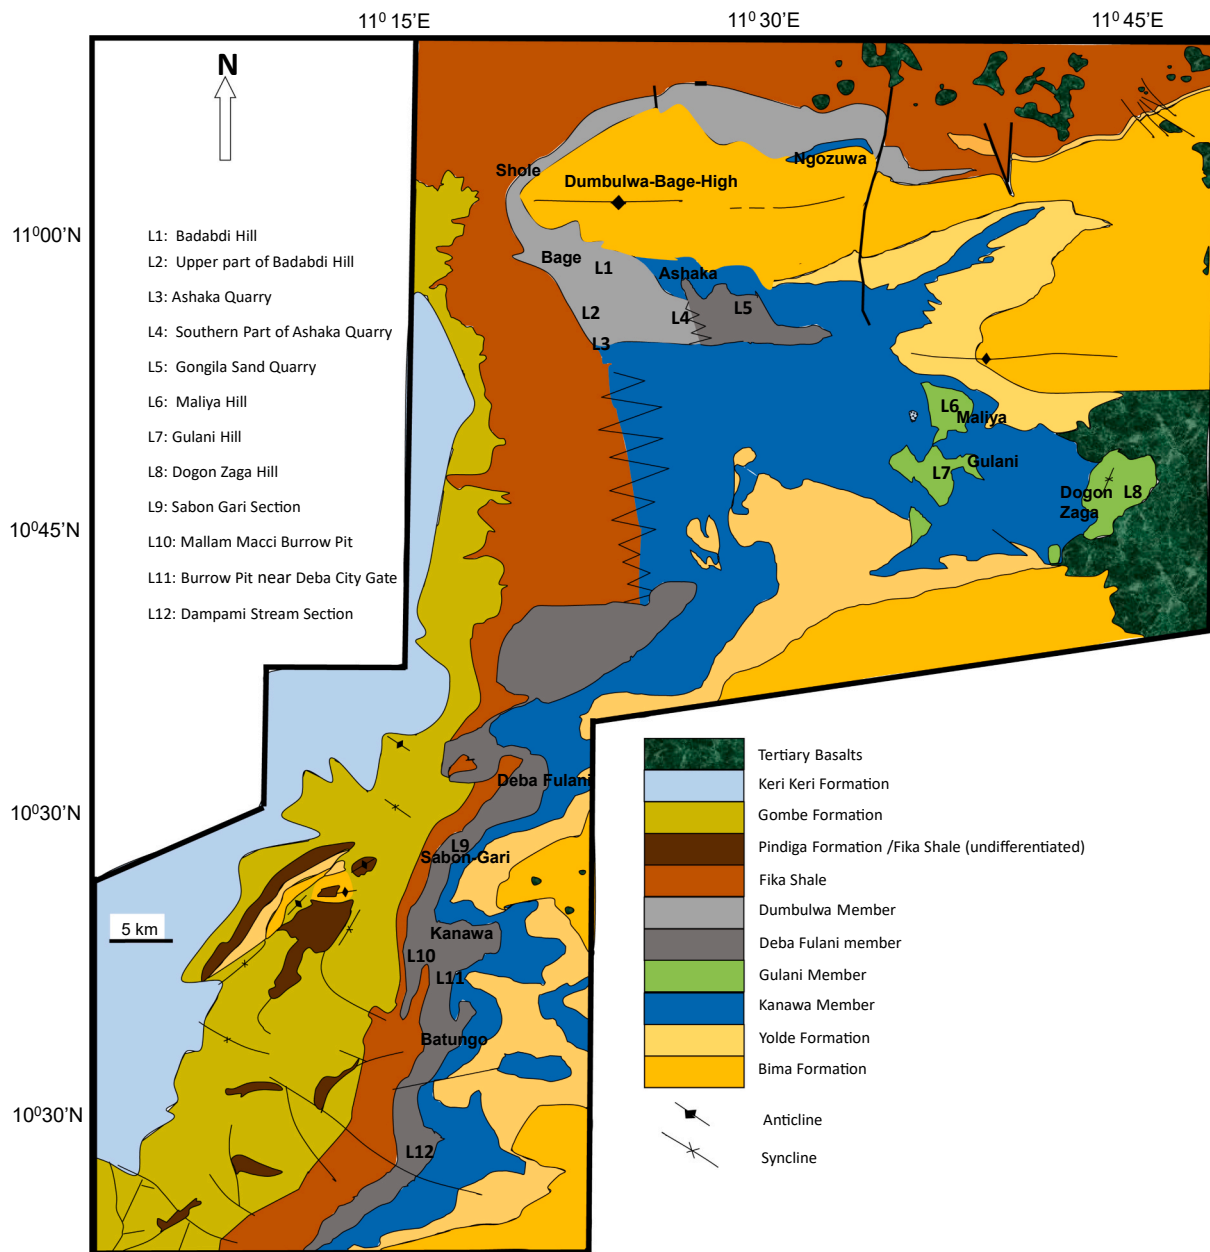 11⁰ 15’E
11⁰ 30’E
11⁰ 45’E
N
Shole
Ngozuwa
Dumbulwa-Bage-High
11⁰00’N
L1: Badabdi Hill
L2: Upper part of Badabdi Hill
L3: Ashaka Quarry
L4: Southern Part of Ashaka Quarry
L5: Gongila Sand Quarry
L6: Maliya Hill
L7: Gulani Hill
L8: Dogon Zaga Hill
L9: Sabon Gari Section
L10: Mallam Macci Burrow Pit
L11: Burrow Pit near Deba City Gate
L12: Dampami Stream Section
Bage
L1
Ashaka
L2
L4
L5
L3
L6
Maliya
Gulani
L7
Dogon
Zaga
L8
10⁰45’N
Deba Fulani
10⁰30’N
L9
Sabon-Gari
5 km
Kanawa
L10
L11
Batungo
10⁰30’N
L12
Tertiary Basalts
Keri Keri Formation
Gombe Formation
Pindiga Formation /Fika Shale (undifferentiated)
Fika Shale
Dumbulwa Member
Deba Fulani member
Gulani Member
Kanawa Member
Yolde Formation
Bima Formation
Anticline
Syncline